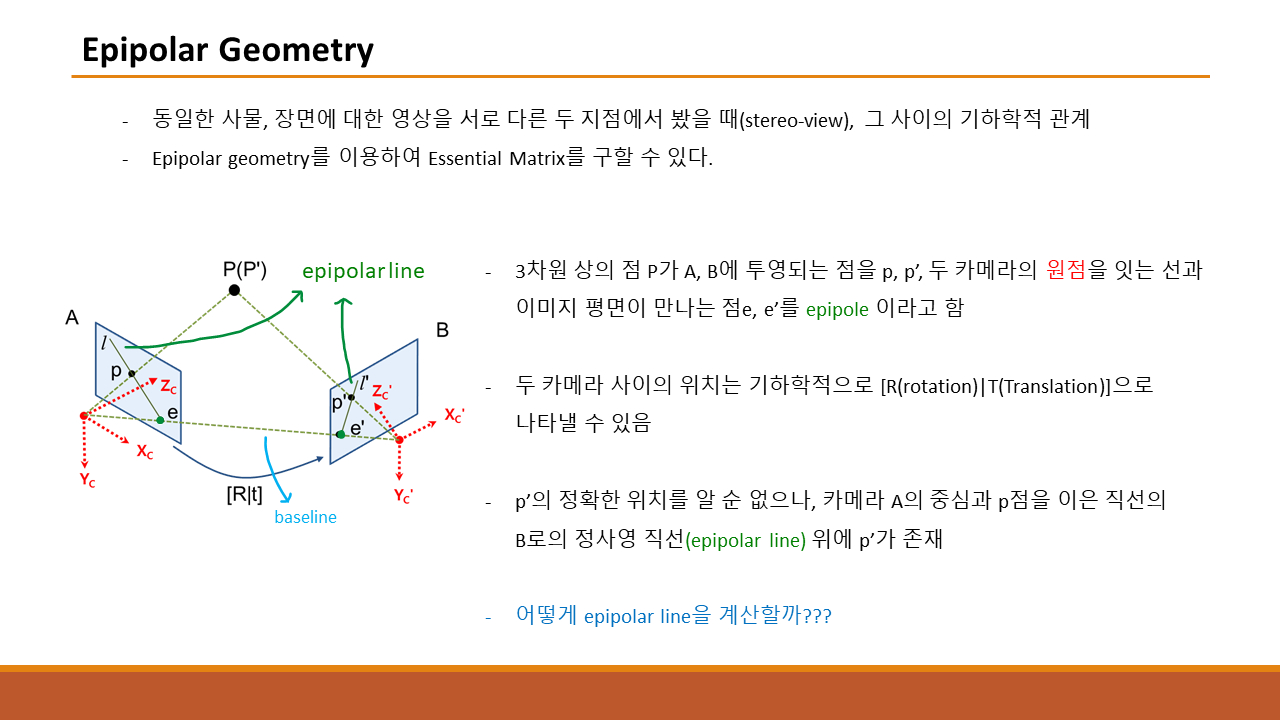 Epipolar Geometry
- 동일한 사물, 장면에 대한 영상을 서로 다른 두 지점에서 봤을 때(stereo-view), 그 사이의 기하학적 관계
- Epipolar geometry를 이용하여 Essential Matrix를 구할 수 있다.
P(P')
epipolar line
A
B
l
p
Zc
e
Xc
Yc
l'
p'
Zc'
e'
Xc'
Yc'
[R|t]
baseline
- 3차원 상의 점 P가 A, B에 투영되는 점을 p, p’, 두 카메라의 원점을 잇는 선과
이미지 평면이 만나는 점e, e’를 epipole 이라고 함
- 두 카메라 사이의 위치는 기하학적으로 [R(rotation)|T(Translation)]으로
나타낼 수 있음
- p’의 정확한 위치를 알 순 없으나, 카메라 A의 중심과 p점을 이은 직선의
B로의 정사영 직선(epipolar line) 위에 p’가 존재
- 어떻게 epipolar line을 계산할까???